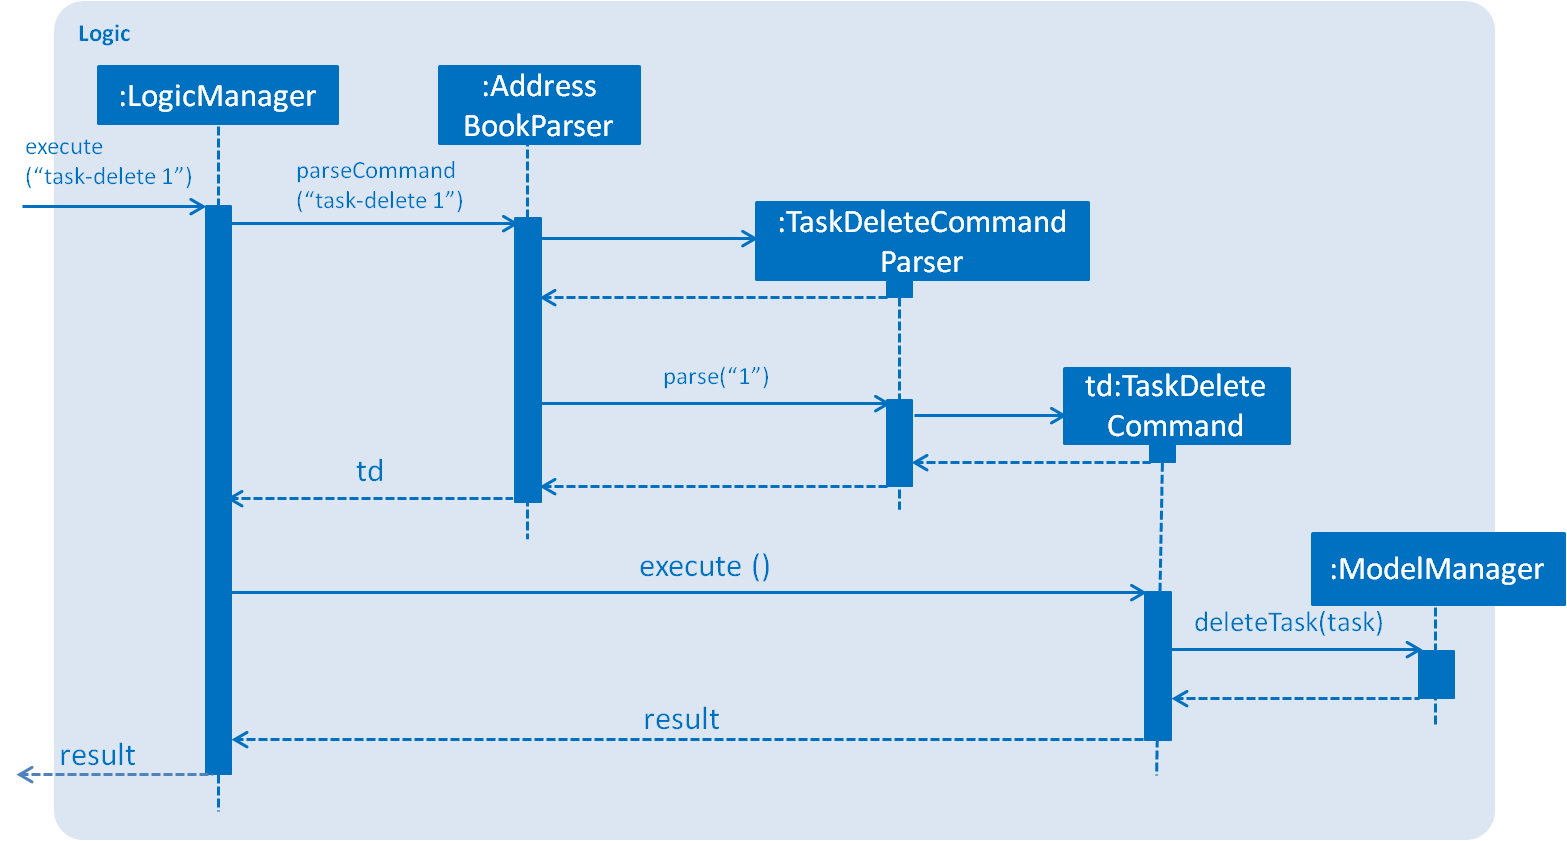 Logic
:LogicManager
:Address
BookParser
execute
(“task-delete 1”)
parseCommand
(“task-delete 1”)
:TaskDeleteCommand
Parser
parse(“1”)
td:TaskDelete
Command
td
execute ()
:ModelManager
deleteTask(task)
result
result